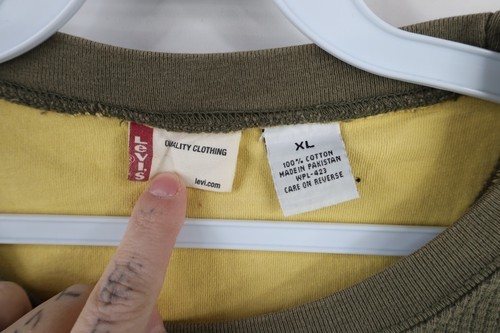 LEVI'S
QUALITY CLOTHING
levi.com
XL
100% COTTON
MADE IN PAKISTAN
WPL-423
CARE ON REVERSE